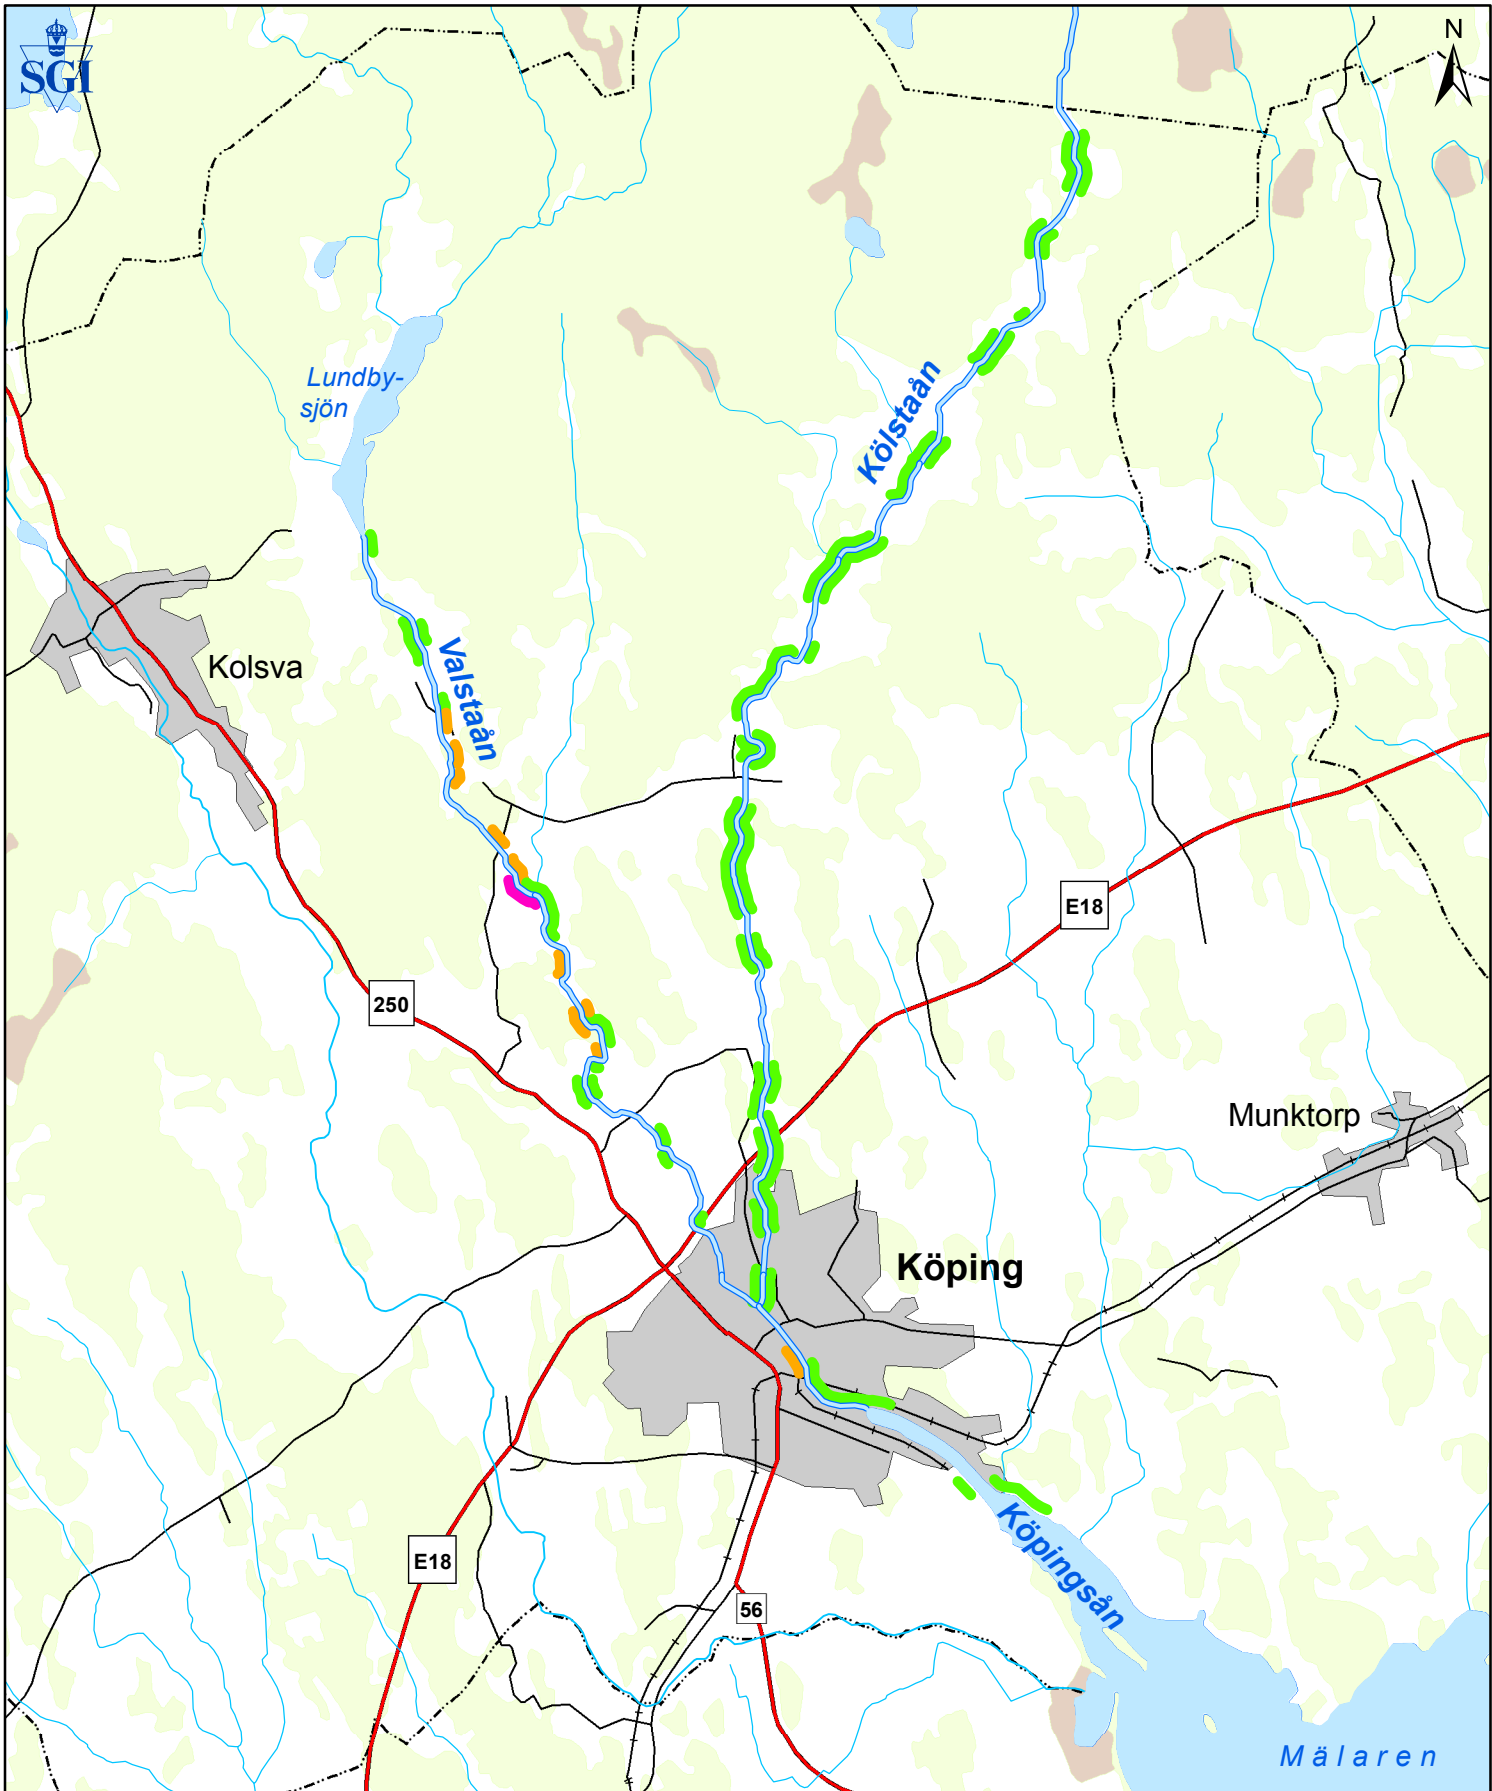 SGI
N
Lundby-
sjön
Kölstaån
Valstaån
Kolsva
E18
250
Munktorp
Köping
E18
56
Köpingsån
Mälaren